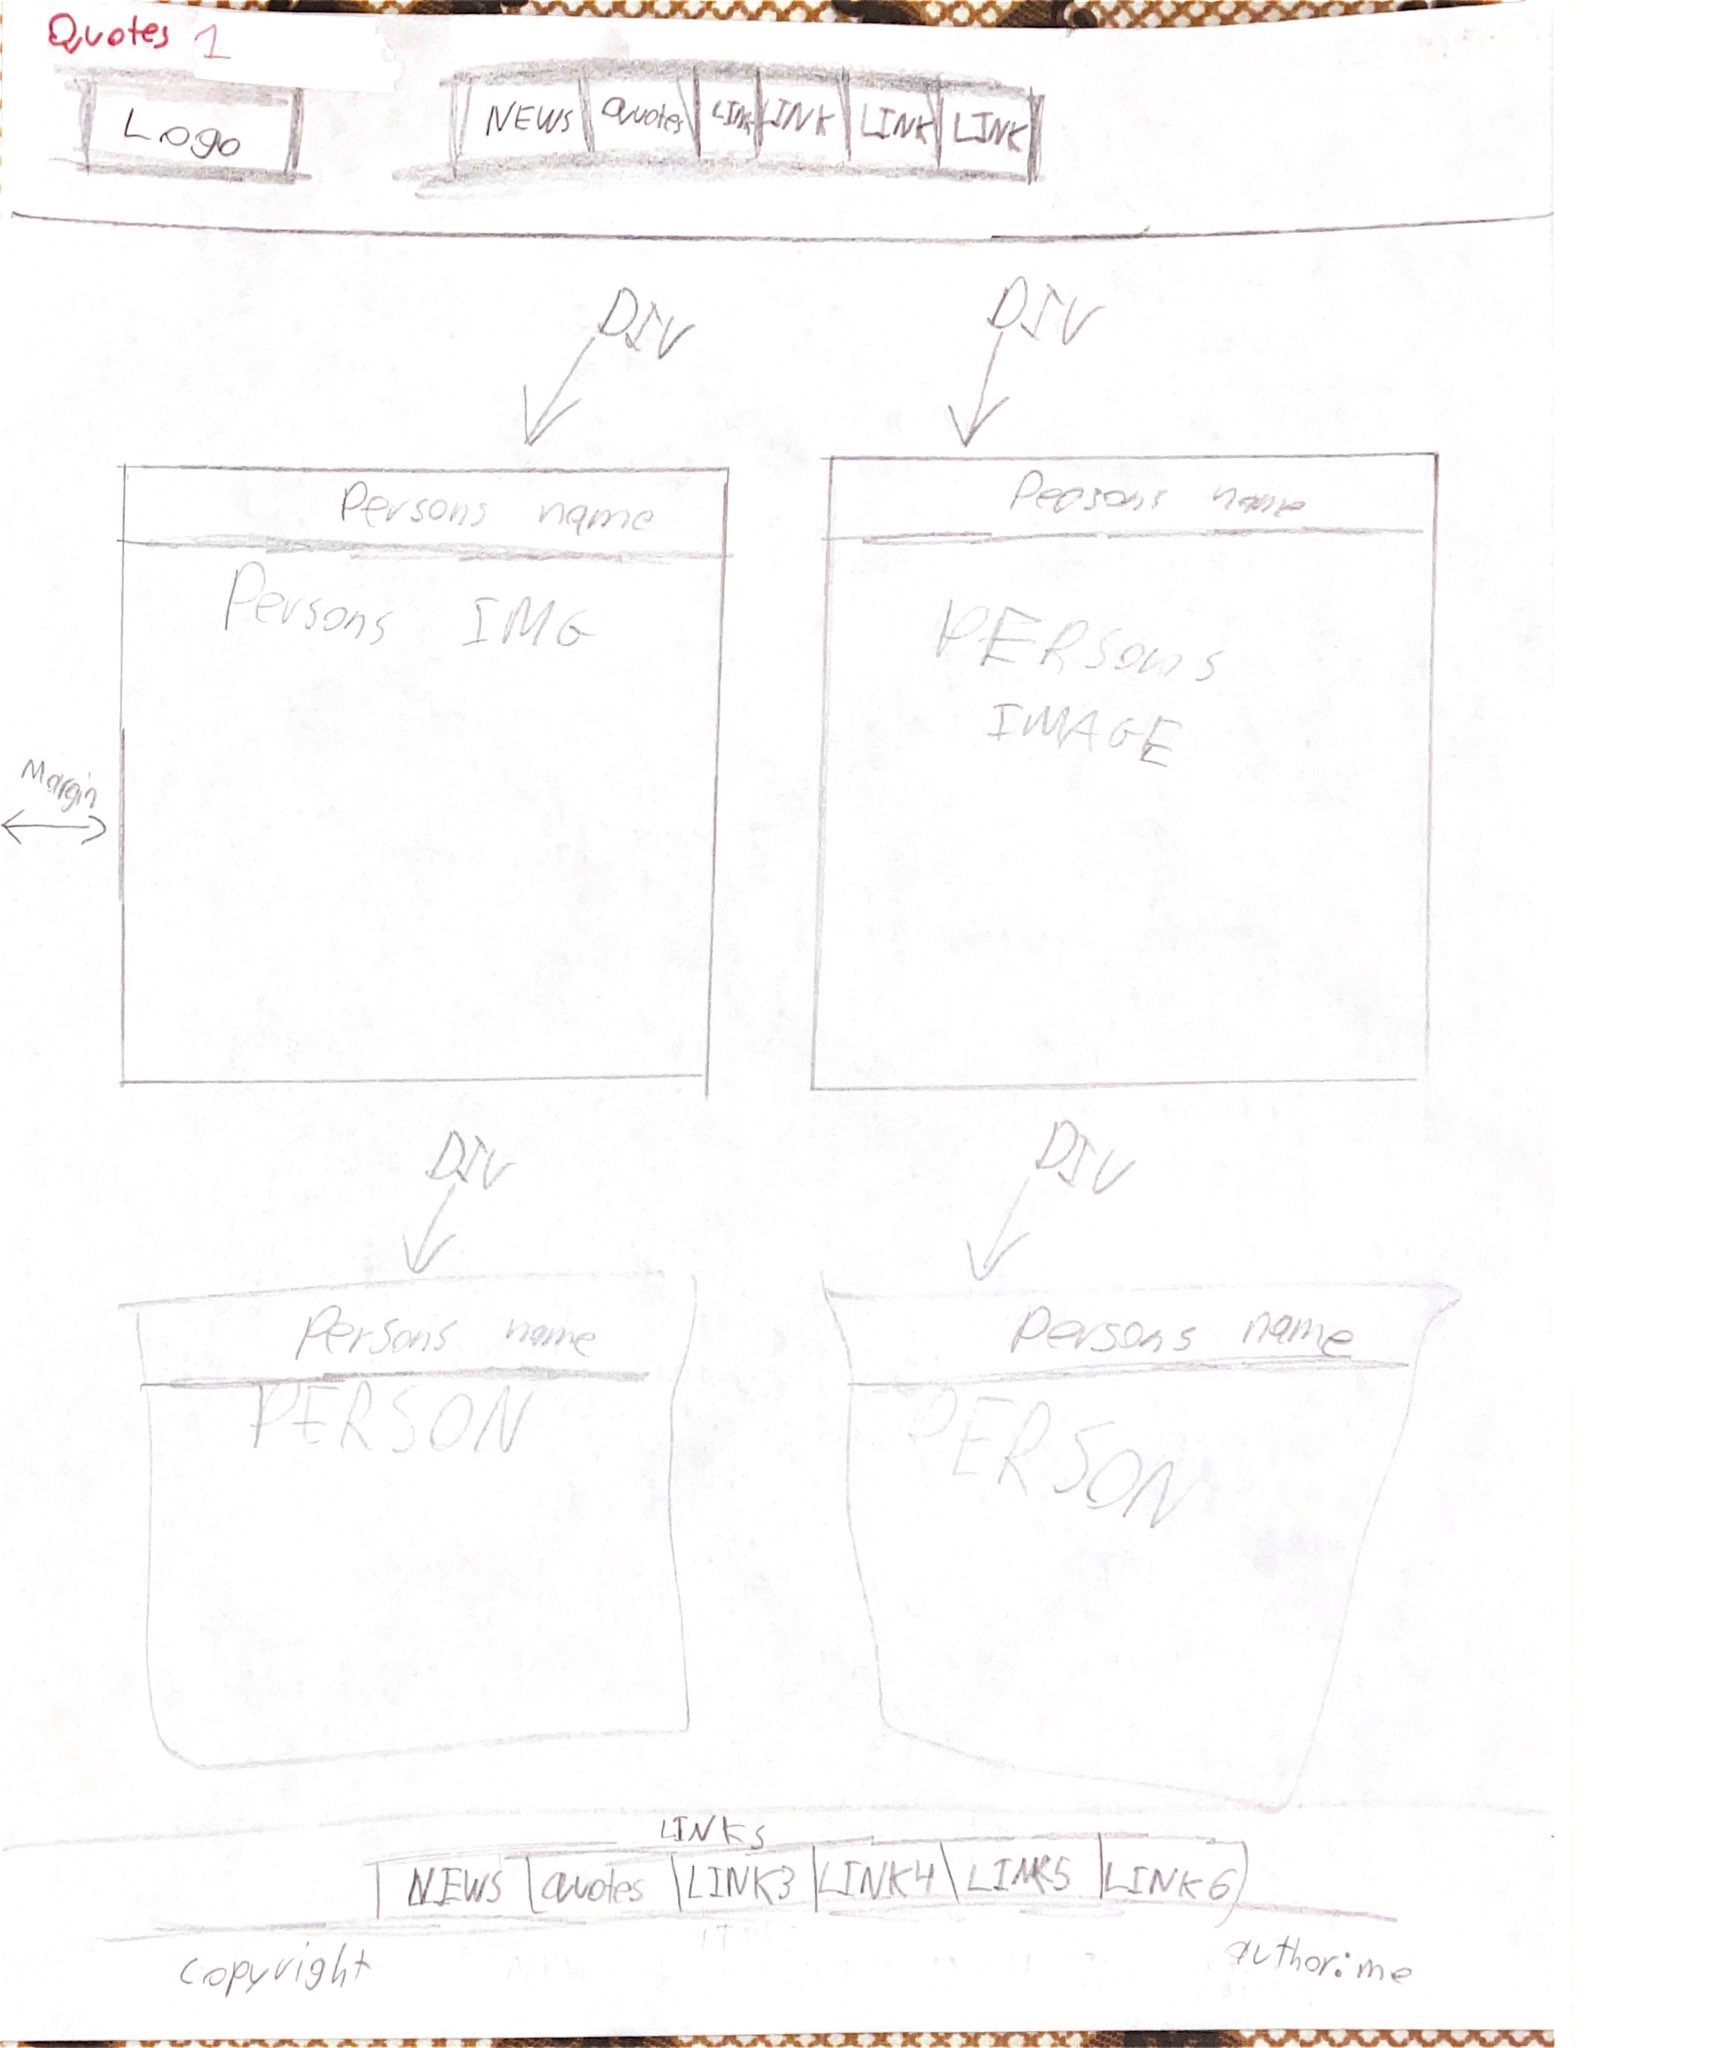 Quotes 1
Logo
NEWS Quotes LINK LINK LINK LINK
DIV DIV
Persons name Persons name
Persons IMG PERSons
IMAGE
Margin
DIV DIV
Persons name Persons name
PERSON PERSON
LINKS
NEWS Quotes LINK3 LINK4 LINK5 LINK6
copyright author:me